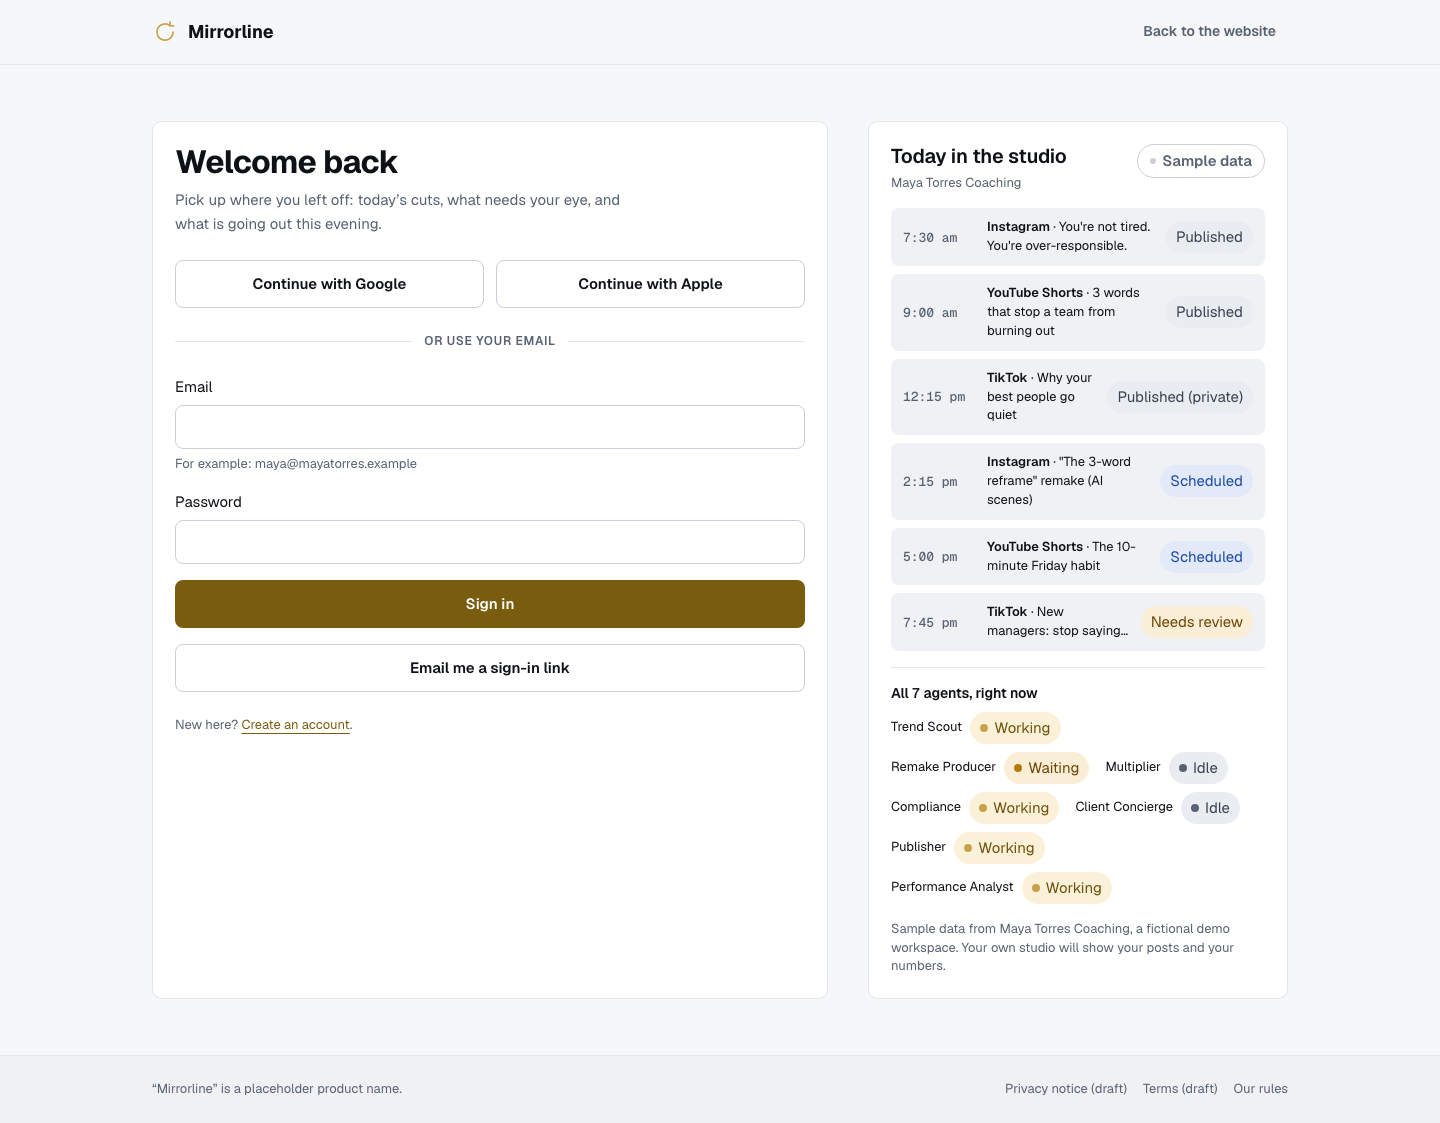 Mirrorline
Back to the website
Welcome back
Pick up where you left off: today’s cuts, what needs your eye, and
what is going out this evening.
Continue with Google
Continue with Apple
OR USE YOUR EMAIL
Email
For example: maya@mayatorres.example
Password
Sign in
Email me a sign-in link
New here? Create an account.
Today in the studio
Sample data
Maya Torres Coaching
7:30 am
Instagram · You're not tired.
You're over-responsible.
Published
9:00 am
YouTube Shorts · 3 words
that stop a team from
burning out
Published
12:15 pm
TikTok · Why your
best people go
quiet
Published (private)
2:15 pm
Instagram · "The 3-word
reframe" remake (AI
scenes)
Scheduled
5:00 pm
YouTube Shorts · The 10-
minute Friday habit
Scheduled
7:45 pm
TikTok · New
managers: stop saying…
Needs review
All 7 agents, right now
Trend Scout Working
Remake Producer Waiting Multiplier Idle
Compliance Working Client Concierge Idle
Publisher Working
Performance Analyst Working
Sample data from Maya Torres Coaching, a fictional demo
workspace. Your own studio will show your posts and your
numbers.
“Mirrorline” is a placeholder product name.
Privacy notice (draft) Terms (draft) Our rules